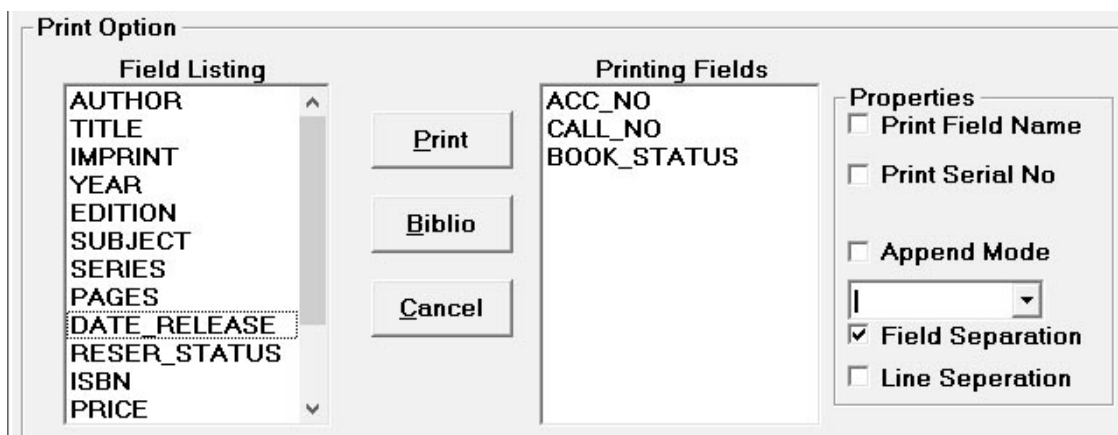 Print Option
Field Listing
AUTHOR
TITLE
IMPRINT
YEAR
EDITION
SUBJECT
SERIES
PAGES
DATE_RELEASE
RESER_STATUS
ISBN
PRICE
Print
Biblio
Cancel
Printing Fields
ACC_NO
CALL_NO
BOOK_STATUS
Properties
Print Field Name
Print Serial No
Append Mode
Field Separation
Line Seperation